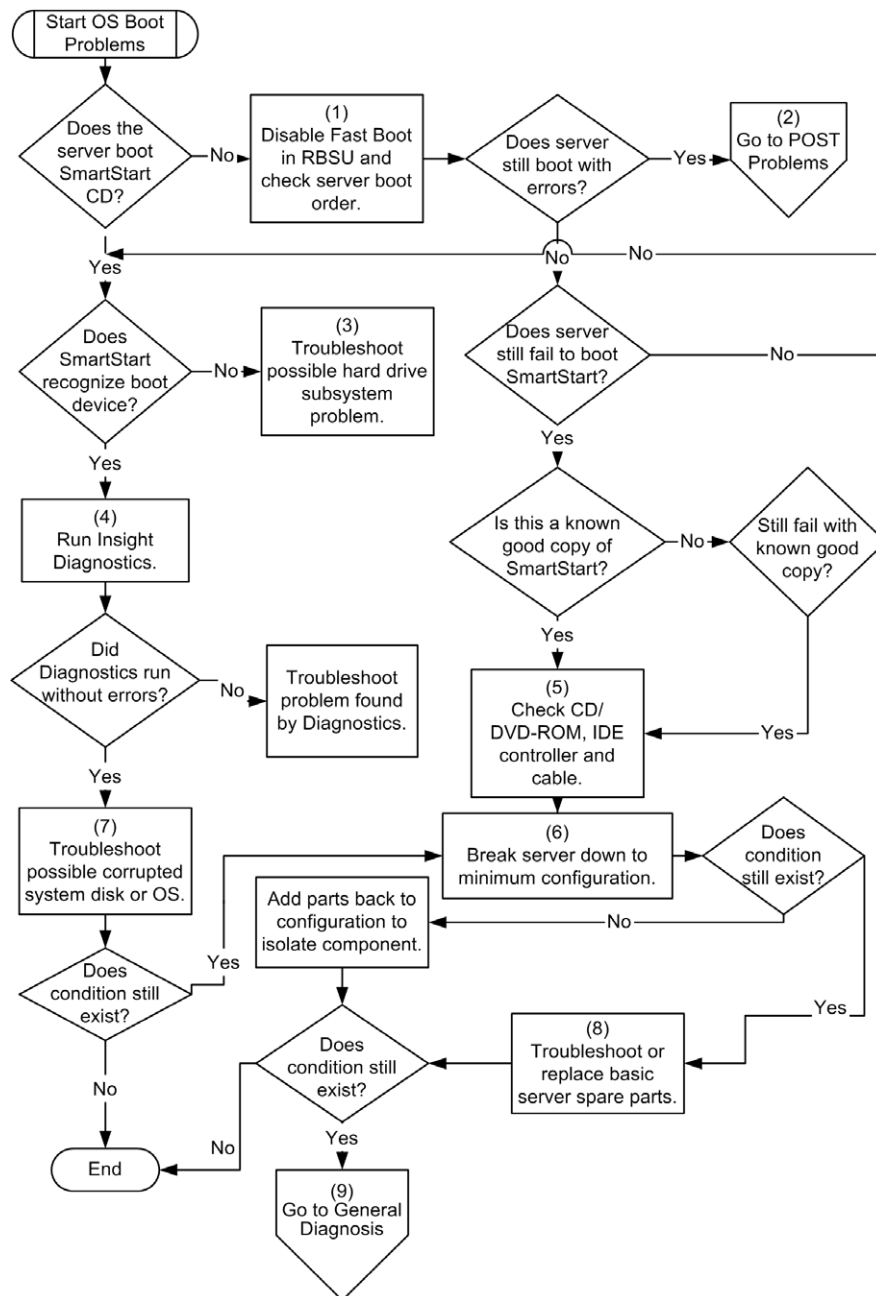 Start OS Boot
Problems
Does the
server boot
SmartStart
CD?
No
(1)
Disable Fast Boot
in RBSU and
check server boot
order.
Does server
still boot with
errors?
Yes
(2)
Go to POST
Problems
Yes
No
No
Does
SmartStart
recognize boot
device?
No
(3)
Troubleshoot
possible hard drive
subsystem
problem.
Does server
still fail to boot
SmartStart?
No
Yes
Yes
(4)
Run Insight
Diagnostics.
Is this a known
good copy of
SmartStart?
No
Still fail with
known good
copy?
Did
Diagnostics run
without errors?
No
Troubleshoot
problem found
by Diagnostics.
Yes
(5)
Check CD/
DVD-ROM, IDE
controller and
cable.
Yes
Yes
(7)
Troubleshoot
possible corrupted
system disk or OS.
(6)
Break server down to
minimum configuration.
Does
condition
still exist?
Add parts back to
configuration to
isolate component.
No
Yes
Does
condition still
exist?
Yes
Does
condition still
exist?
(8)
Troubleshoot or
replace basic
server spare parts.
No
No
Yes
End
(9)
Go to General
Diagnosis